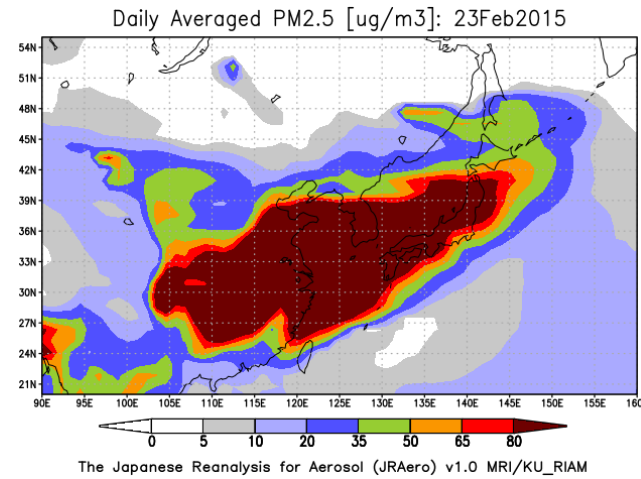 Daily Averaged PM2.5 [ug/m3]: 23Feb2015
54N
51N
48N
45N
42N
39N
36N
33N
30N
27N
24N
21N
90E 95E 100E 105E 110E 115E 120E 125E 130E 135E 140E 145E 150E 155E 160E
0 5 10 20 35 50 65 80
The Japanese Reanalysis for Aerosol (JRAero) v1.0 MRI/KU_RIAM